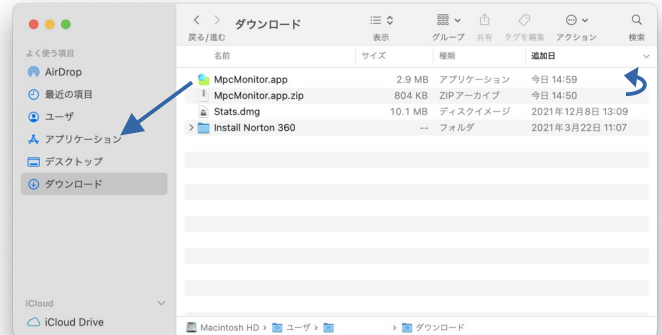 ダウンロード
戻る/進む 表示 グループ 共有 タグを編集 アクション 検索
よく使う項目
AirDrop
最近の項目
ユーザ
アプリケーション
デスクトップ
ダウンロード
iCloud
iCloud Drive
名前 サイズ 種類 追加日
MpcMonitor.app 2.9 MB アプリケーション 今日 14:59
MpcMonitor.app.zip 804 KB ZIPアーカイブ 今日 14:50
Stats.dmg 10.1 MB ディスクイメージ 2021年12月8日 13:09
Install Norton 360 -- フォルダ 2021年3月22日 11:07
Macintosh HD › ユーザ › › ダウンロード